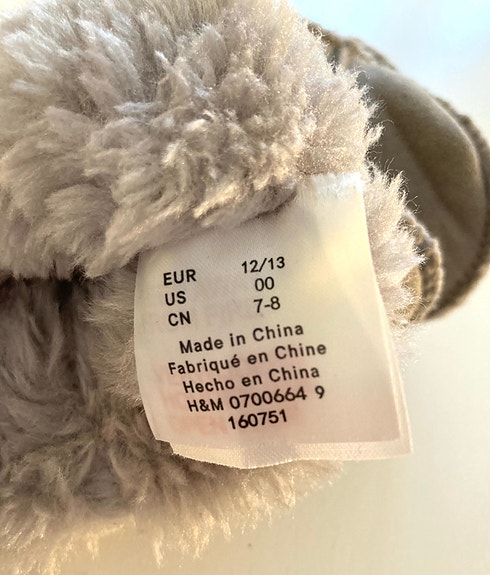 EUR 12/13
US 00
CN 7-8
Made in China
Fabriqué en Chine
Hecho en China
H&M 0700664 9
160751